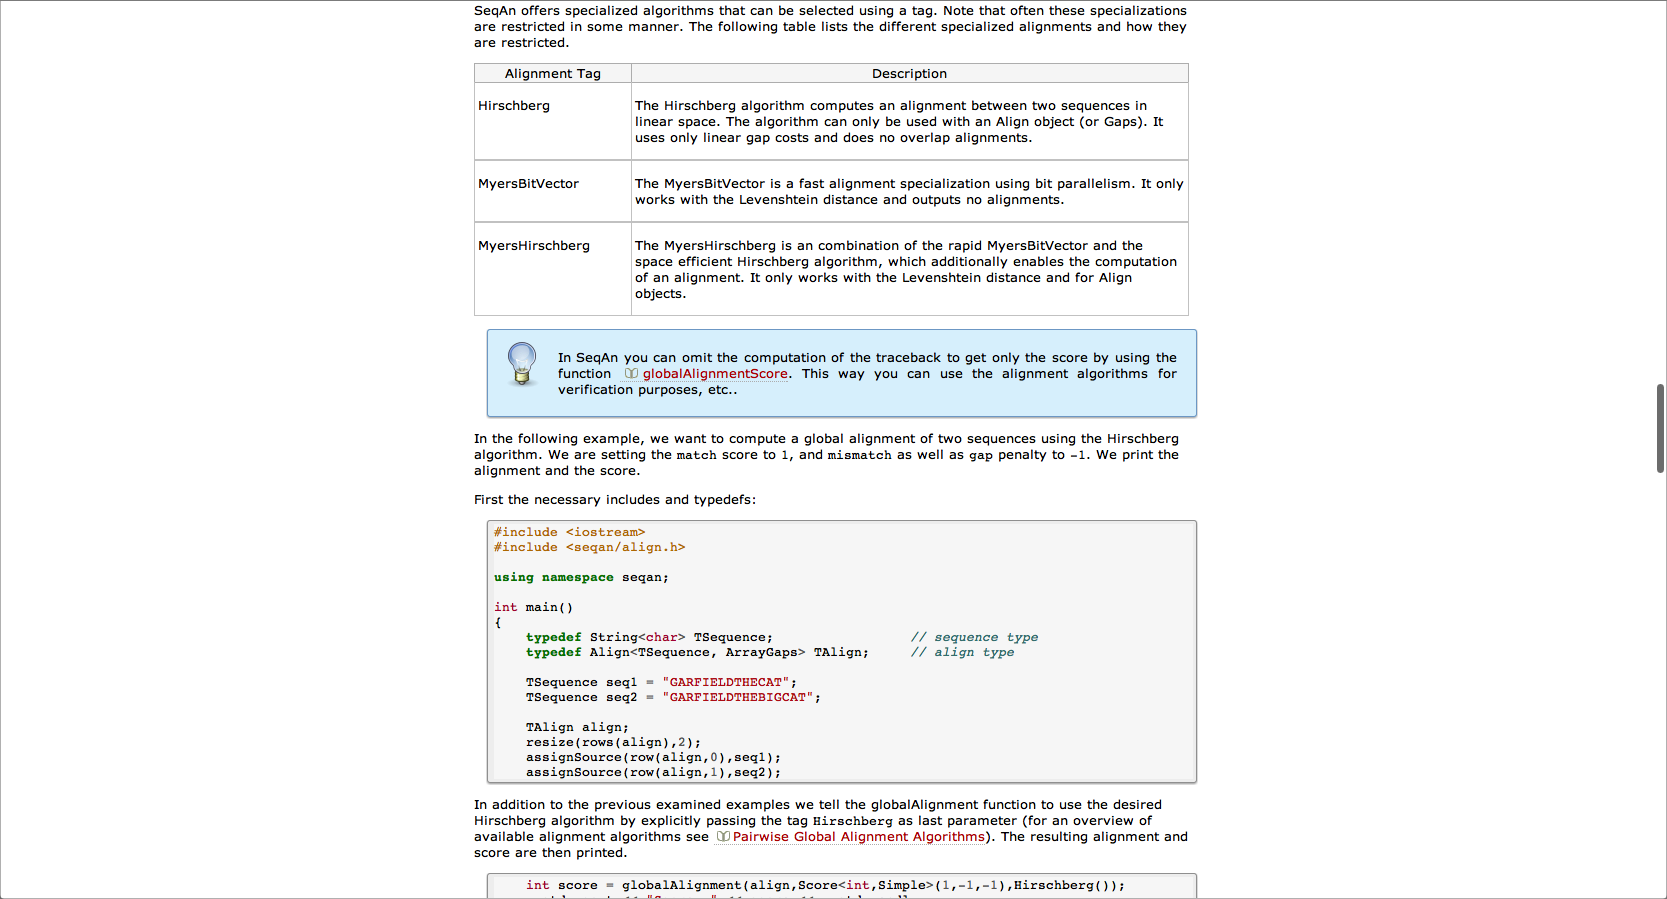 SeqAn offers specialized algorithms that can be selected using a tag. Note that often these specializations
are restricted in some manner. The following table lists the different specialized alignments and how they
are restricted.
Alignment Tag Description
Hirschberg The Hirschberg algorithm computes an alignment between two sequences in
linear space. The algorithm can only be used with an Align object (or Gaps). It
uses only linear gap costs and does no overlap alignments.
MyersBitVector The MyersBitVector is a fast alignment specialization using bit parallelism. It only
works with the Levenshtein distance and outputs no alignments.
MyersHirschberg The MyersHirschberg is an combination of the rapid MyersBitVector and the
space efficient Hirschberg algorithm, which additionally enables the computation
of an alignment. It only works with the Levenshtein distance and for Align
objects.
In SeqAn you can omit the computation of the traceback to get only the score by using the
function globalAlignmentScore. This way you can use the alignment algorithms for
verification purposes, etc..
In the following example, we want to compute a global alignment of two sequences using the Hirschberg
algorithm. We are setting the match score to 1, and mismatch as well as gap penalty to -1. We print the
alignment and the score.
First the necessary includes and typedefs:
#include <iostream>
#include <seqan/align.h>
using namespace seqan;
int main()
{
typedef String<char> TSequence; // sequence type
typedef Align<TSequence, ArrayGaps> TAlign; // align type
TSequence seq1 = "GARFIELDTHECAT";
TSequence seq2 = "GARFIELDTHEBIGCAT";
TAlign align;
resize(rows(align),2);
assignSource(row(align,0),seq1);
assignSource(row(align,1),seq2);
In addition to the previous examined examples we tell the globalAlignment function to use the desired
Hirschberg algorithm by explicitly passing the tag Hirschberg as last parameter (for an overview of
available alignment algorithms see Pairwise Global Alignment Algorithms). The resulting alignment and
score are then printed.
int score = globalAlignment(align,Score<int,Simple>(1,-1,-1),Hirschberg());